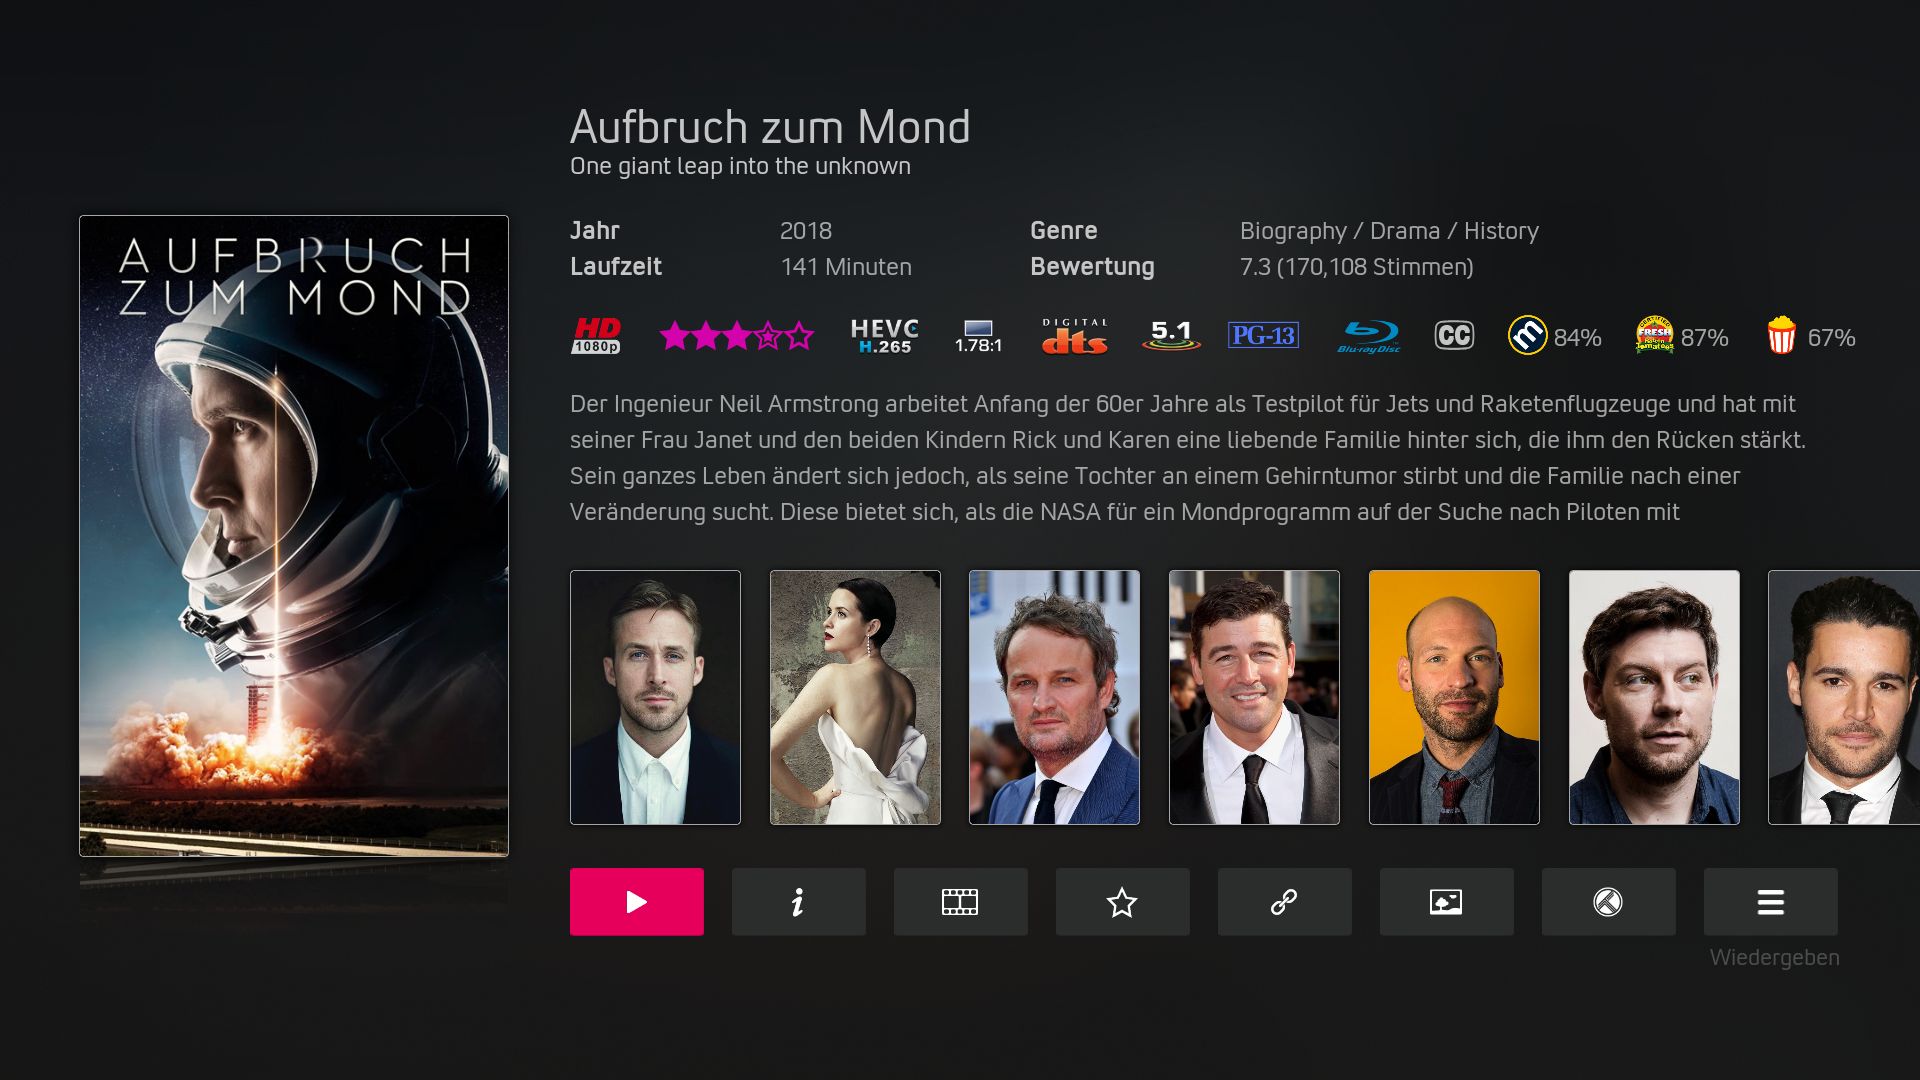 Aufbruch zum Mond
One giant leap into the unknown
AUFBRUCH
ZUM MOND
Jahr 2018 Genre Biography / Drama / History
Laufzeit 141 Minuten Bewertung 7.3 (170,108 Stimmen)
HD 1080p HEVC H.265 1.78:1 DIGITAL dts 5.1 PG-13 Blu-ray Disc CC m 84% FRESH 87% 67%
Der Ingenieur Neil Armstrong arbeitet Anfang der 60er Jahre als Testpilot für Jets und Raketenflugzeuge und hat mit
seiner Frau Janet und den beiden Kindern Rick und Karen eine liebende Familie hinter sich, die ihm den Rücken stärkt.
Sein ganzes Leben ändert sich jedoch, als seine Tochter an einem Gehirntumor stirbt und die Familie nach einer
Veränderung sucht. Diese bietet sich, als die NASA für ein Mondprogramm auf der Suche nach Piloten mit
Wiedergeben